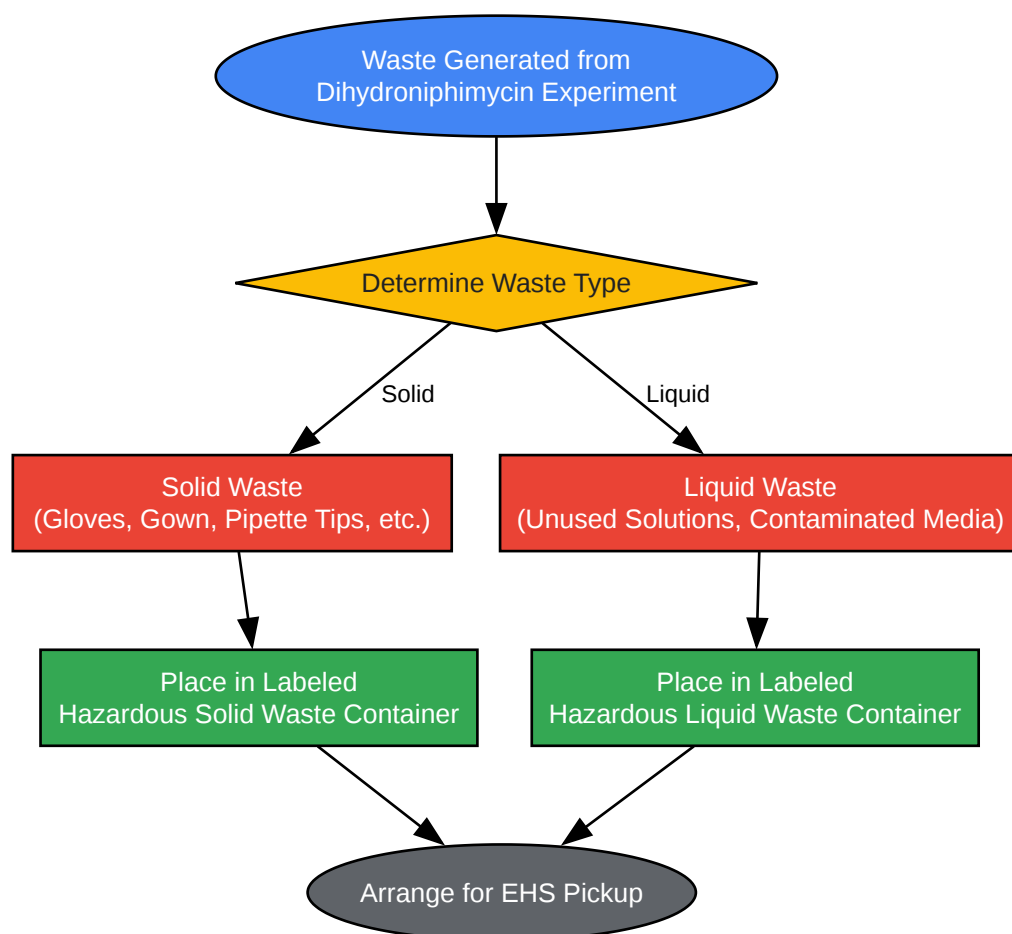 Waste Generated from
Dihydroniphimycin Experiment
Determine Waste Type
Solid
Liquid
Solid Waste
(Gloves, Gown, Pipette Tips, etc.)
Liquid Waste
(Unused Solutions, Contaminated Media)
Place in Labeled
Hazardous Solid Waste Container
Place in Labeled
Hazardous Liquid Waste Container
Arrange for EHS Pickup